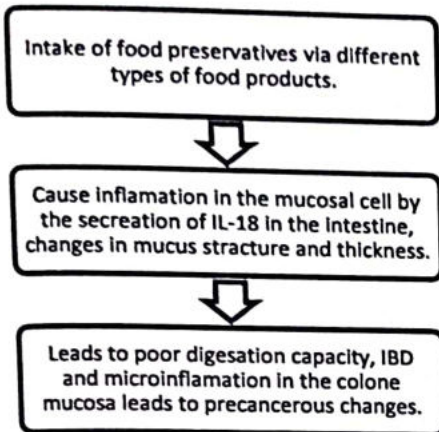 Intake of food preservatives via different
types of food products.
Cause inflamation in the mucosal cell by
the secreation of IL-18 in the intestine,
changes in mucus stracture and thickness.
Leads to poor digesation capacity, IBD
and microinflamation in the colone
mucosa leads to precancerous changes.